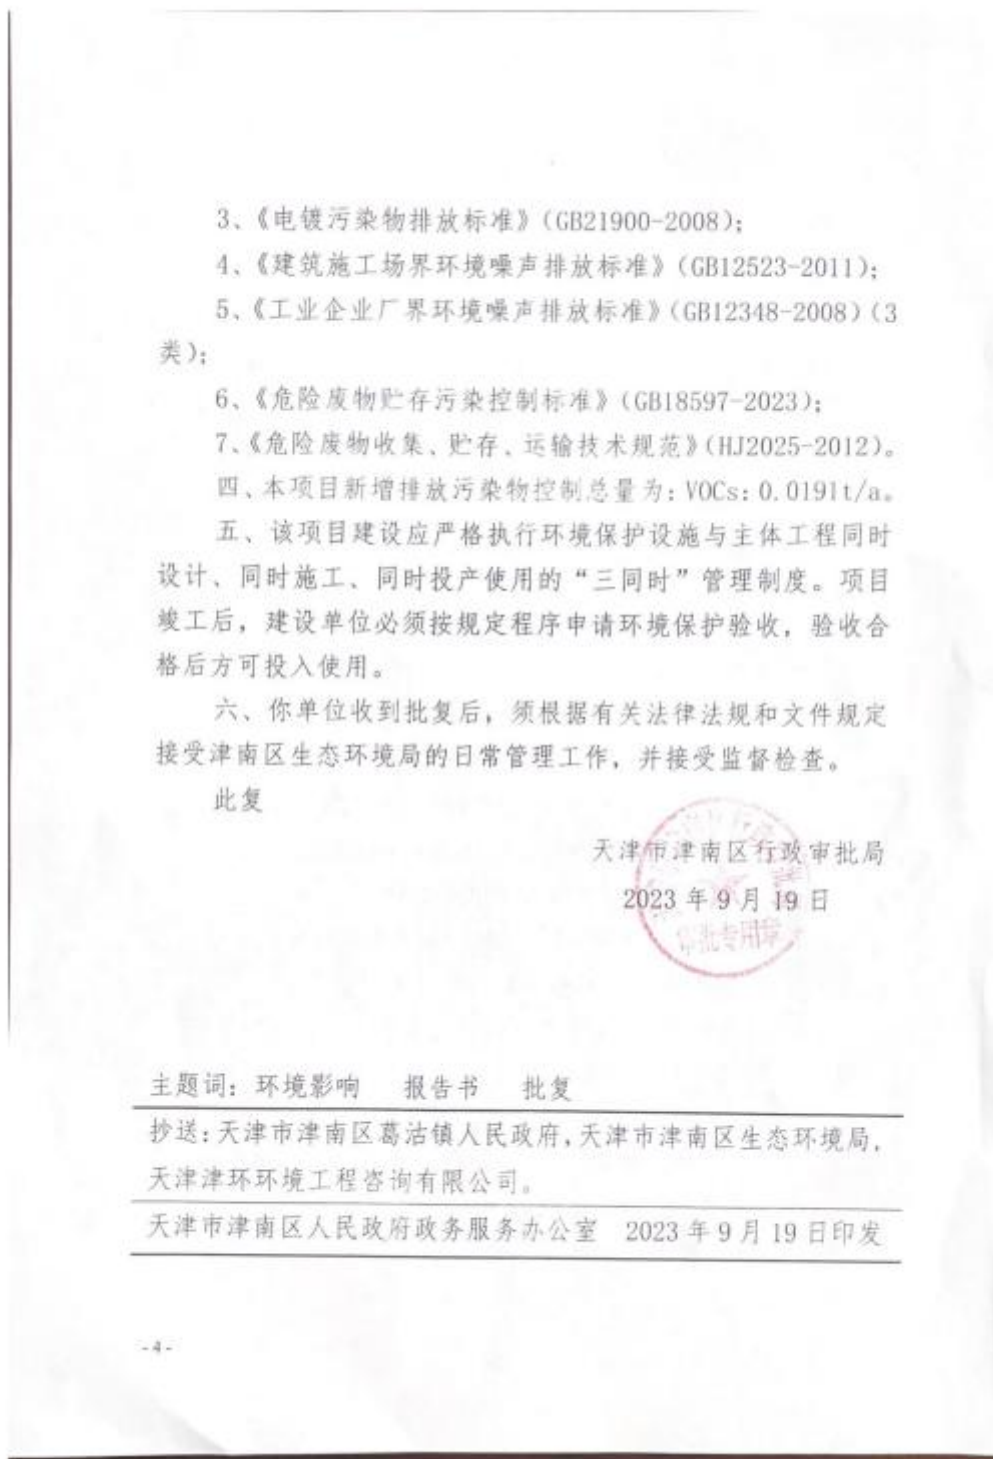 3、《电镀污染物排放标准》(GB21900-2008);
4、《建筑施工场界环境噪声排放标准》(GB12523-2011);
5、《工业企业厂界环境噪声排放标准》(GB12348-2008)(3
类);
6、《危险废物贮存污染控制标准》(GB18597-2023);
7、《危险废物收集、贮存、运输技术规范》(HJ2025-2012)。
四、本项目新增排放污染物控制总量为:VOCs:0.0191t/a。
五、该项目建设应严格执行环境保护设施与主体工程同时
设计、同时施工、同时投产使用的“三同时”管理制度。项目
竣工后，建设单位必须按规定程序申请环境保护验收，验收合
格后方可投入使用。
六、你单位收到批复后，须根据有关法律法规和文件规定
接受津南区生态环境局的日常管理工作，并接受监督检查。
此复
天津市津南区行政审批局
2023年9月19日
审批专用章
主题词：环境影响 报告书 批复
抄送:天津市津南区葛沽镇人民政府,天津市津南区生态环境局,
天津津环环境工程咨询有限公司。
天津市津南区人民政府政务服务办公室 2023年9月19日印发
-4-